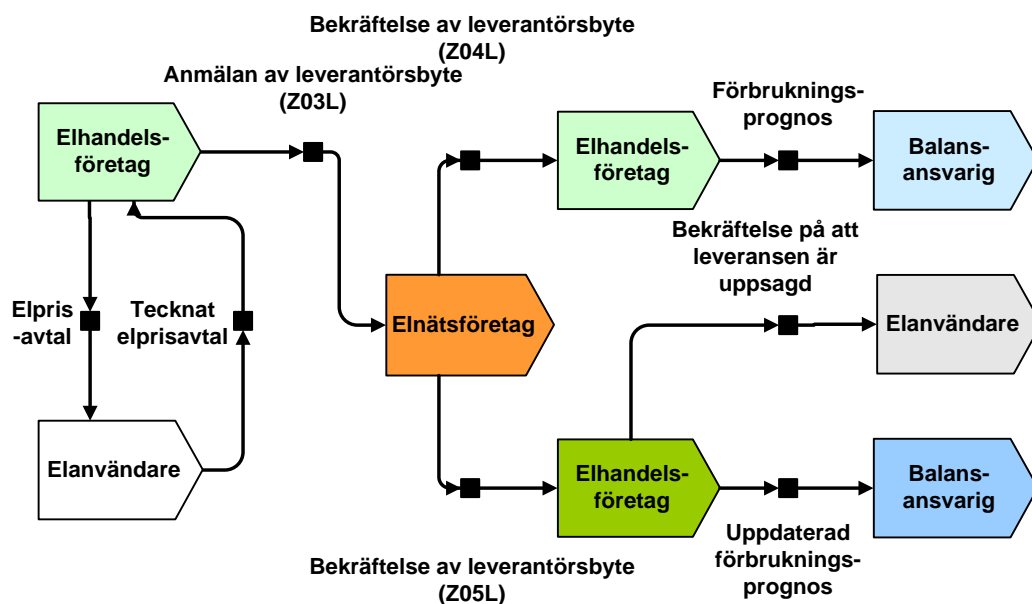 Bekräftelse av leverantörsbyte
(Z04L)
Anmälan av leverantörsbyte
(Z03L)
Förbruknings-
prognos
Elhandels-
företag
Elhandels-
företag
Balans-
ansvarig
Bekräftelse på att
leveransen är
uppsagd
Elpris
-avtal
Tecknat
elprisavtal
Elnätsföretag
Elanvändare
Elanvändare
Elhandels-
företag
Balans-
ansvarig
Uppdaterad
förbruknings-
prognos
Bekräftelse av leverantörsbyte
(Z05L)